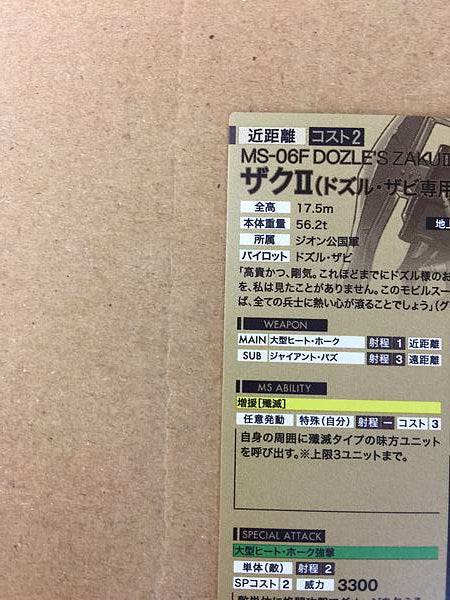 近距離 コスト2
MS-06F DOZLE'S ZAKUⅡ
ザクⅡ(ドズル・ザビ専用
全高 17.5m
本体重量 56.2t 地上
所属 ジオン公国軍
パイロット ドズル・ザビ
「高貴かつ、剛気。これほどまでにドズル様のお
を、私は見たことがありません。このモビルスー
ば、全ての兵士に熱い心が滾ることでしょう」(グ
WEAPON
MAIN 大型ヒート・ホーク 射程 1 近距離
SUB ジャイアント・バズ 射程 3 遠距離
MS ABILITY
増援[殲滅]
任意発動 特殊(自分) 射程 ー コスト 3
自身の周囲に殲滅タイプの味方ユニット
を呼び出す。※上限3ユニットまで。
SPECIAL ATTACK
大型ヒート・ホーク強撃
単体(敵) 射程 2
SPコスト 2 威力 3300